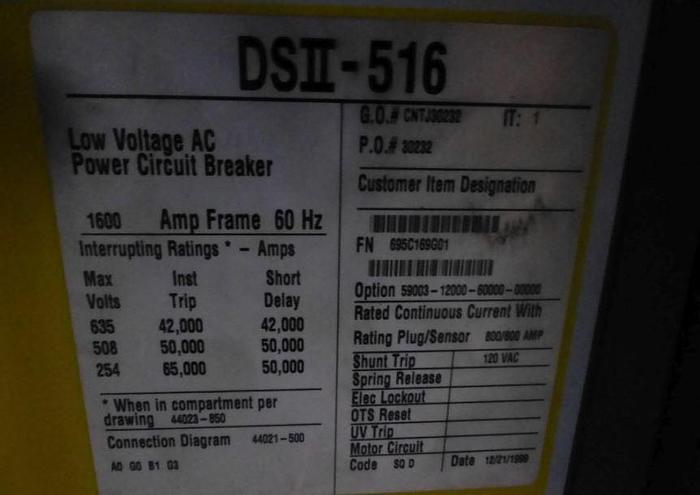 DSII-516
Low Voltage AC
Power Circuit Breaker
1600 Amp Frame 60 Hz
Interrupting Ratings * - Amps
Max Inst Short
Volts Trip Delay
635 42,000 42,000
508 50,000 50,000
254 65,000 50,000
* When in compartment per
drawing 44023-850
Connection Diagram 44021-500
A0 G0 B1 G3
G.O.# CNTJ30232 IT: 1
P.O.# 30232
Customer Item Designation
FN 695C169G01
Option 59003-12000-60000-00000
Rated Continuous Current With
Rating Plug/Sensor 800/800 AMP
Shunt Trip 120 VAC
Spring Release
Elec Lockout
OTS Reset
UV Trip
Motor Circuit
Code SQ D Date 12/21/1999